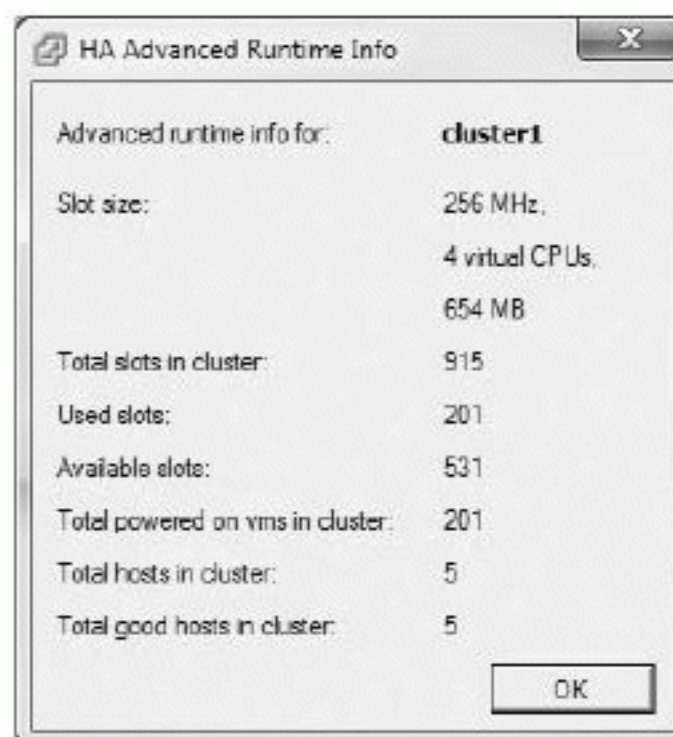 HA Advanced Runtime Info
Advanced runtime info for: cluster1
Slot size: 256 MHz,
4 virtual CPUs,
654 MB
Total slots in cluster: 915
Used slots: 201
Available slots: 531
Total powered on vms in cluster: 201
Total hosts in cluster: 5
Total good hosts in cluster: 5
OK